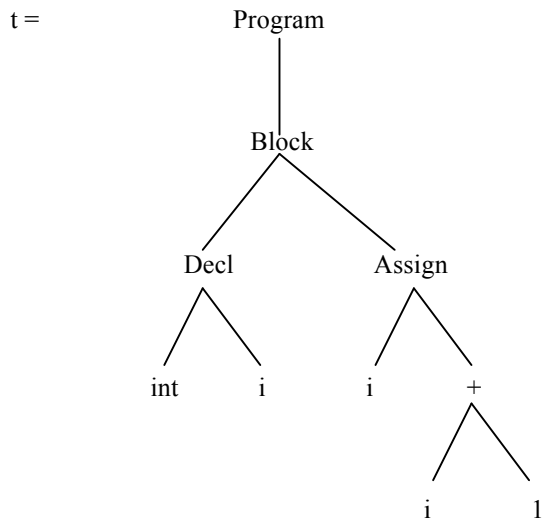 t = Program
Block
Decl Assign
int i i +
i 1